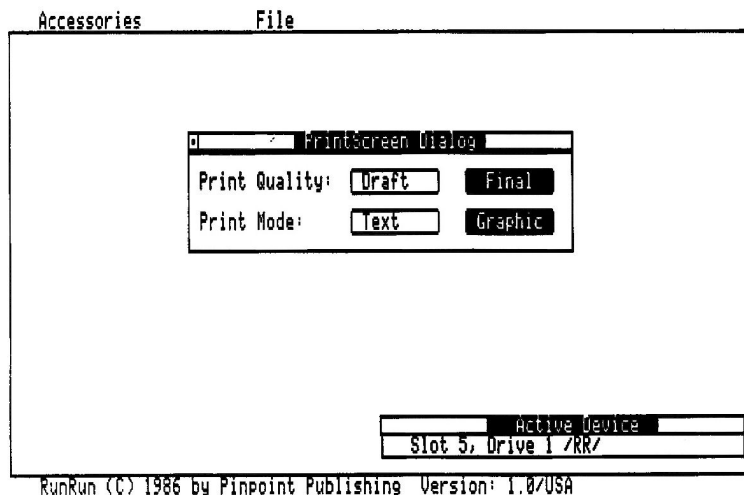 Accessories File
PrintScreen Dialog
Print Quality: Draft Final
Print Mode: Text Graphic
Active Device
Slot 5, Drive 1 /RR/
RunRun (C) 1986 by Pinpoint Publishing Version: 1.0/USA